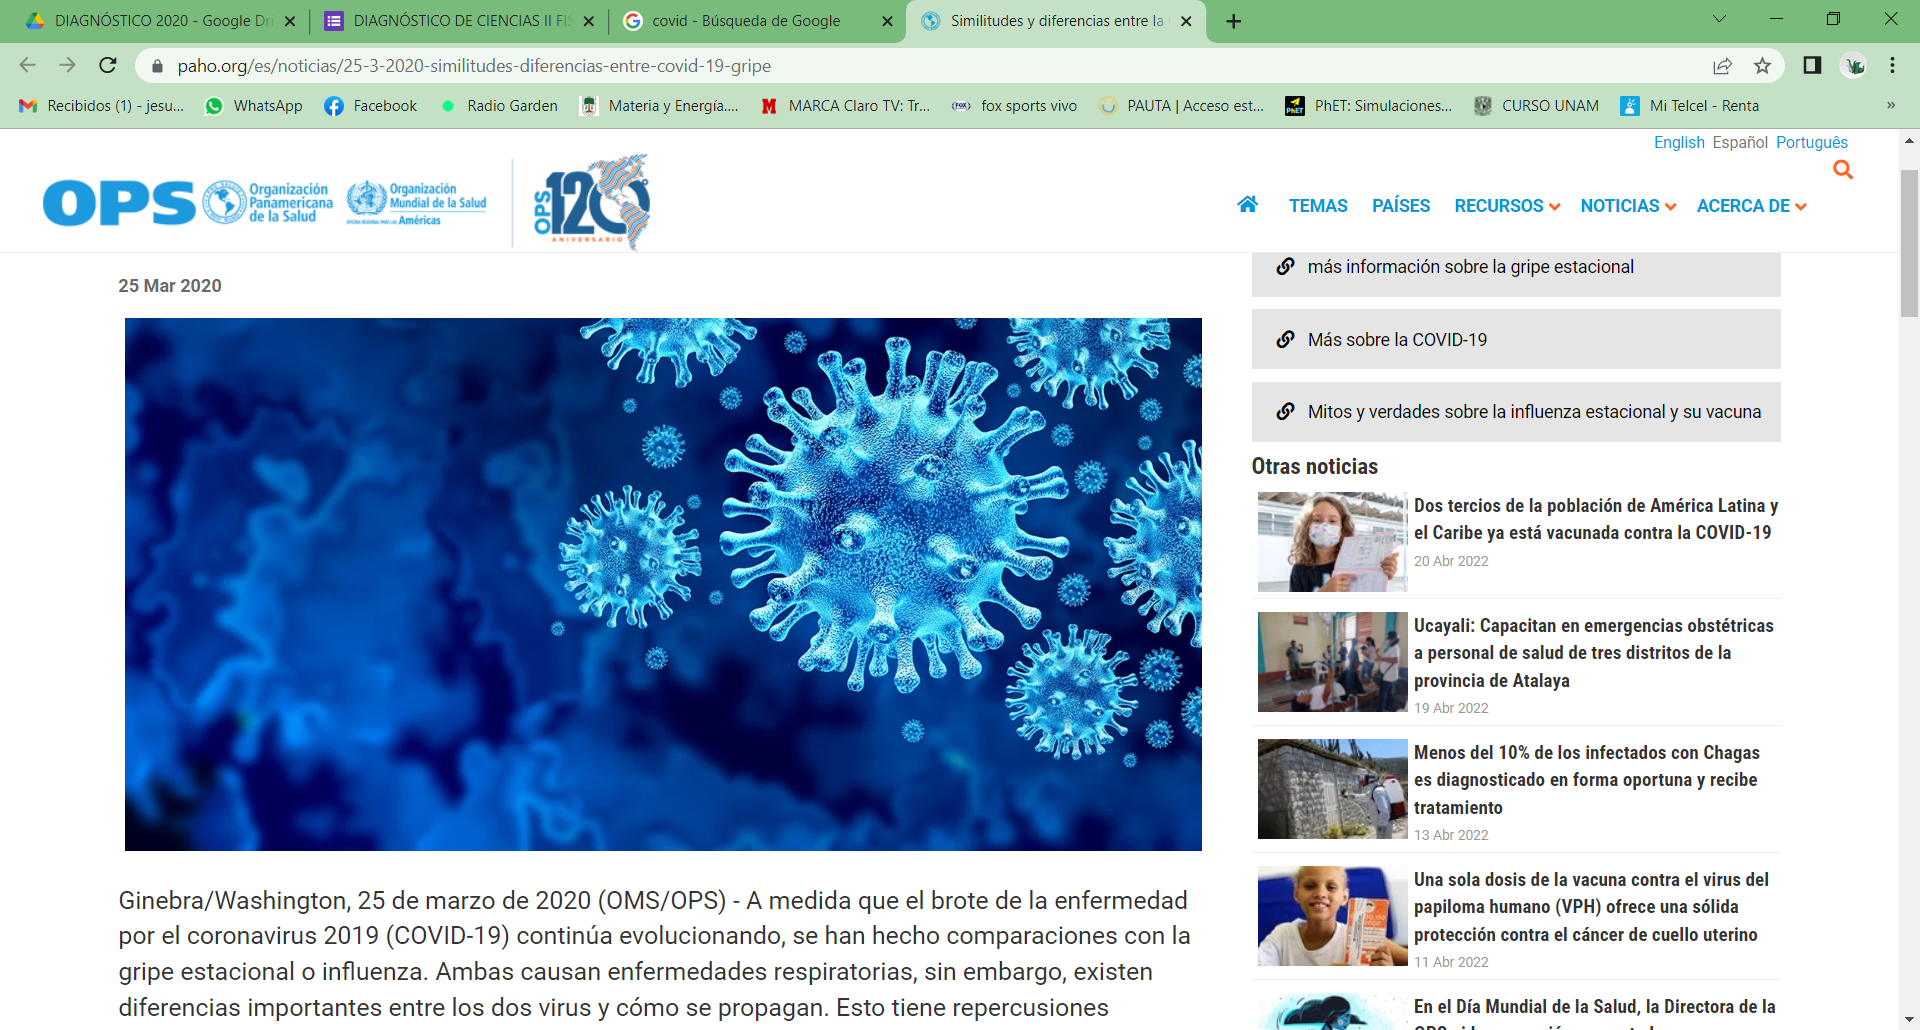 DIAGNÓSTICO 2020 - Google Dri
DIAGNÓSTICO DE CIENCIAS II FIS
covid - Búsqueda de Google
Similitudes y diferencias entre la
paho.org/es/noticias/25-3-2020-similitudes-diferencias-entre-covid-19-gripe
Recibidos (1) - jesu...
WhatsApp
Facebook
Radio Garden
Materia y Energía....
MARCA Claro TV: Tr...
fox sports vivo
PAUTA | Acceso est...
PhET: Simulaciones...
CURSO UNAM
Mi Telcel - Renta
»
English Español Português
OPS
Organización
Panamericana
de la Salud
Organización
Mundial de la Salud
OFICINA REGIONAL PARA LAS Américas
OPS 120
ANIVERSARIO
TEMAS PAÍSES RECURSOS NOTICIAS ACERCA DE
25 Mar 2020
Ginebra/Washington, 25 de marzo de 2020 (OMS/OPS) - A medida que el brote de la enfermedad
por el coronavirus 2019 (COVID-19) continúa evolucionando, se han hecho comparaciones con la
gripe estacional o influenza. Ambas causan enfermedades respiratorias, sin embargo, existen
diferencias importantes entre los dos virus y cómo se propagan. Esto tiene repercusiones
más información sobre la gripe estacional
Más sobre la COVID-19
Mitos y verdades sobre la influenza estacional y su vacuna
Otras noticias
Dos tercios de la población de América Latina y
el Caribe ya está vacunada contra la COVID-19
20 Abr 2022
Ucayali: Capacitan en emergencias obstétricas
a personal de salud de tres distritos de la
provincia de Atalaya
19 Abr 2022
Menos del 10% de los infectados con Chagas
es diagnosticado en forma oportuna y recibe
tratamiento
13 Abr 2022
Una sola dosis de la vacuna contra el virus del
papiloma humano (VPH) ofrece una sólida
protección contra el cáncer de cuello uterino
11 Abr 2022
En el Día Mundial de la Salud, la Directora de la